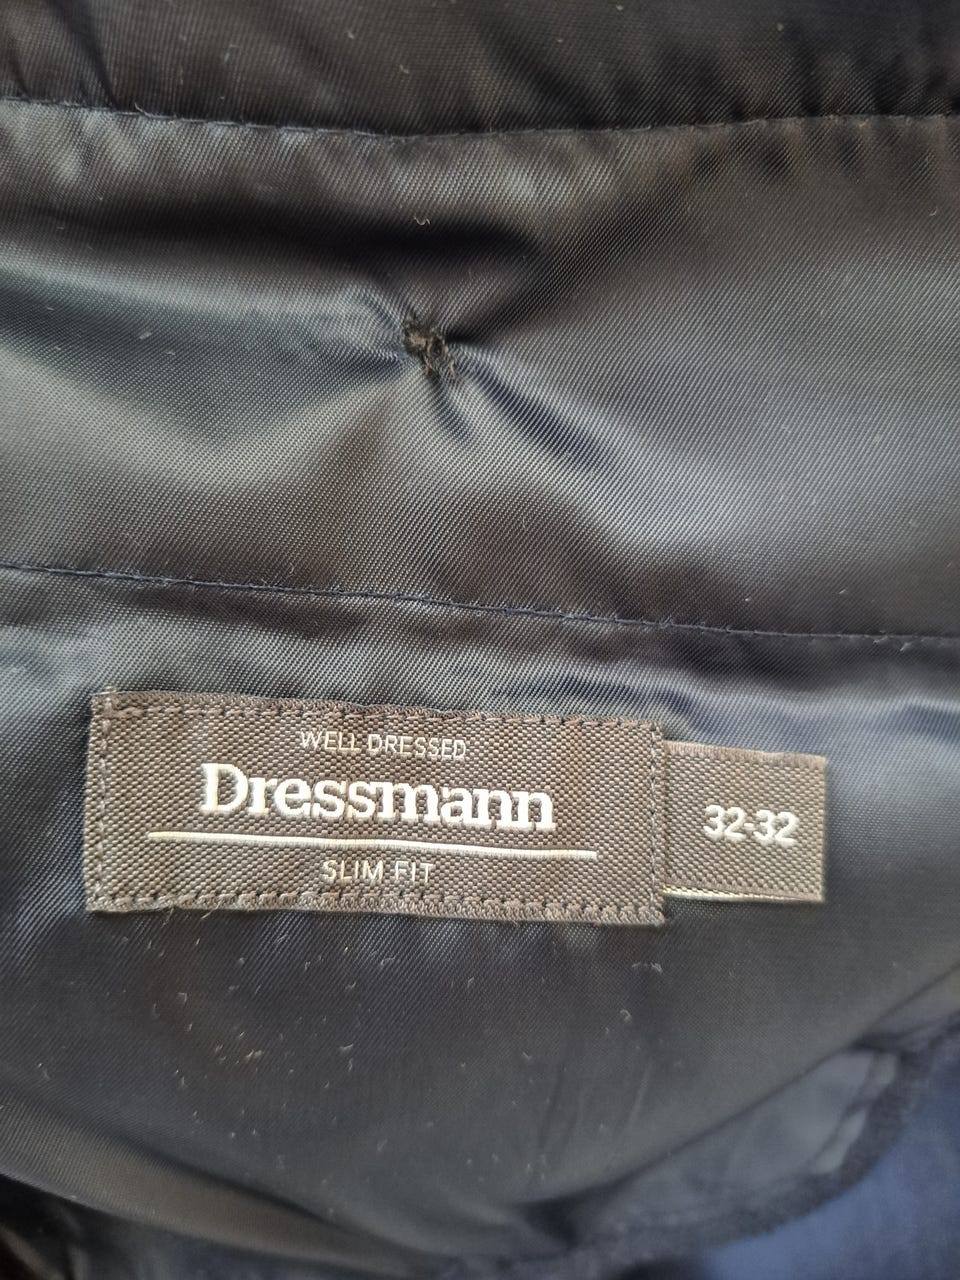 WELL DRESSED
Dressmann
SLIM FIT
32-32